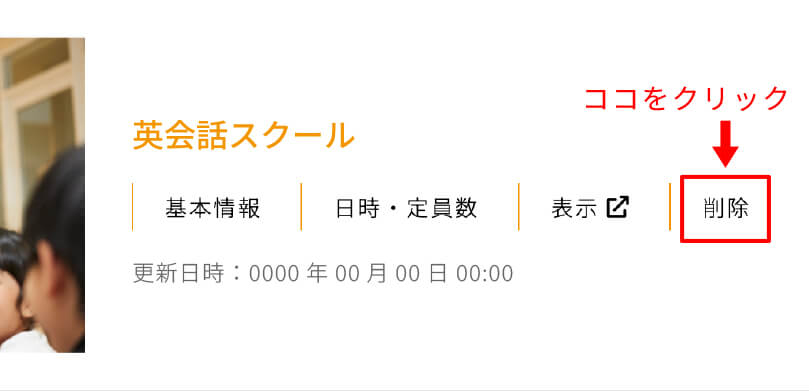 ココをクリック
英会話スクール
基本情報 日時・定員数 表示 削除
更新日時：0000 年 00 月 00 日 00:00